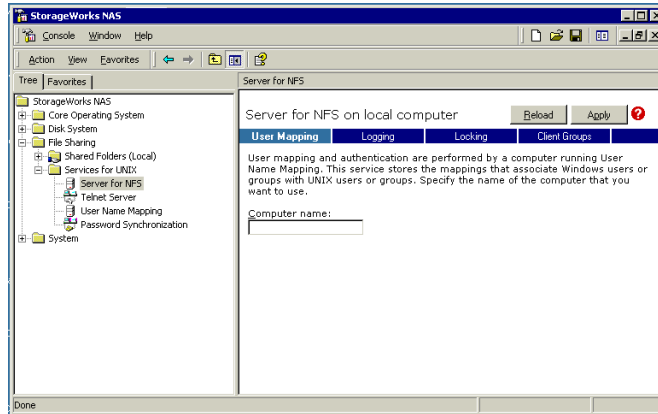 StorageWorks NAS
Console Window Help
Action View Favorites
Tree Favorites
Server for NFS
StorageWorks NAS
Core Operating System
Disk System
File Sharing
Shared Folders (Local)
Services for UNIX
Server for NFS
Telnet Server
User Name Mapping
Password Synchronization
System
Server for NFS on local computer
Reload Apply ?
User Mapping Logging Locking Client Groups
User mapping and authentication are performed by a computer running User
Name Mapping. This service stores the mappings that associate Windows users or
groups with UNIX users or groups. Specify the name of the computer that you
want to use.
Computer name:
Done